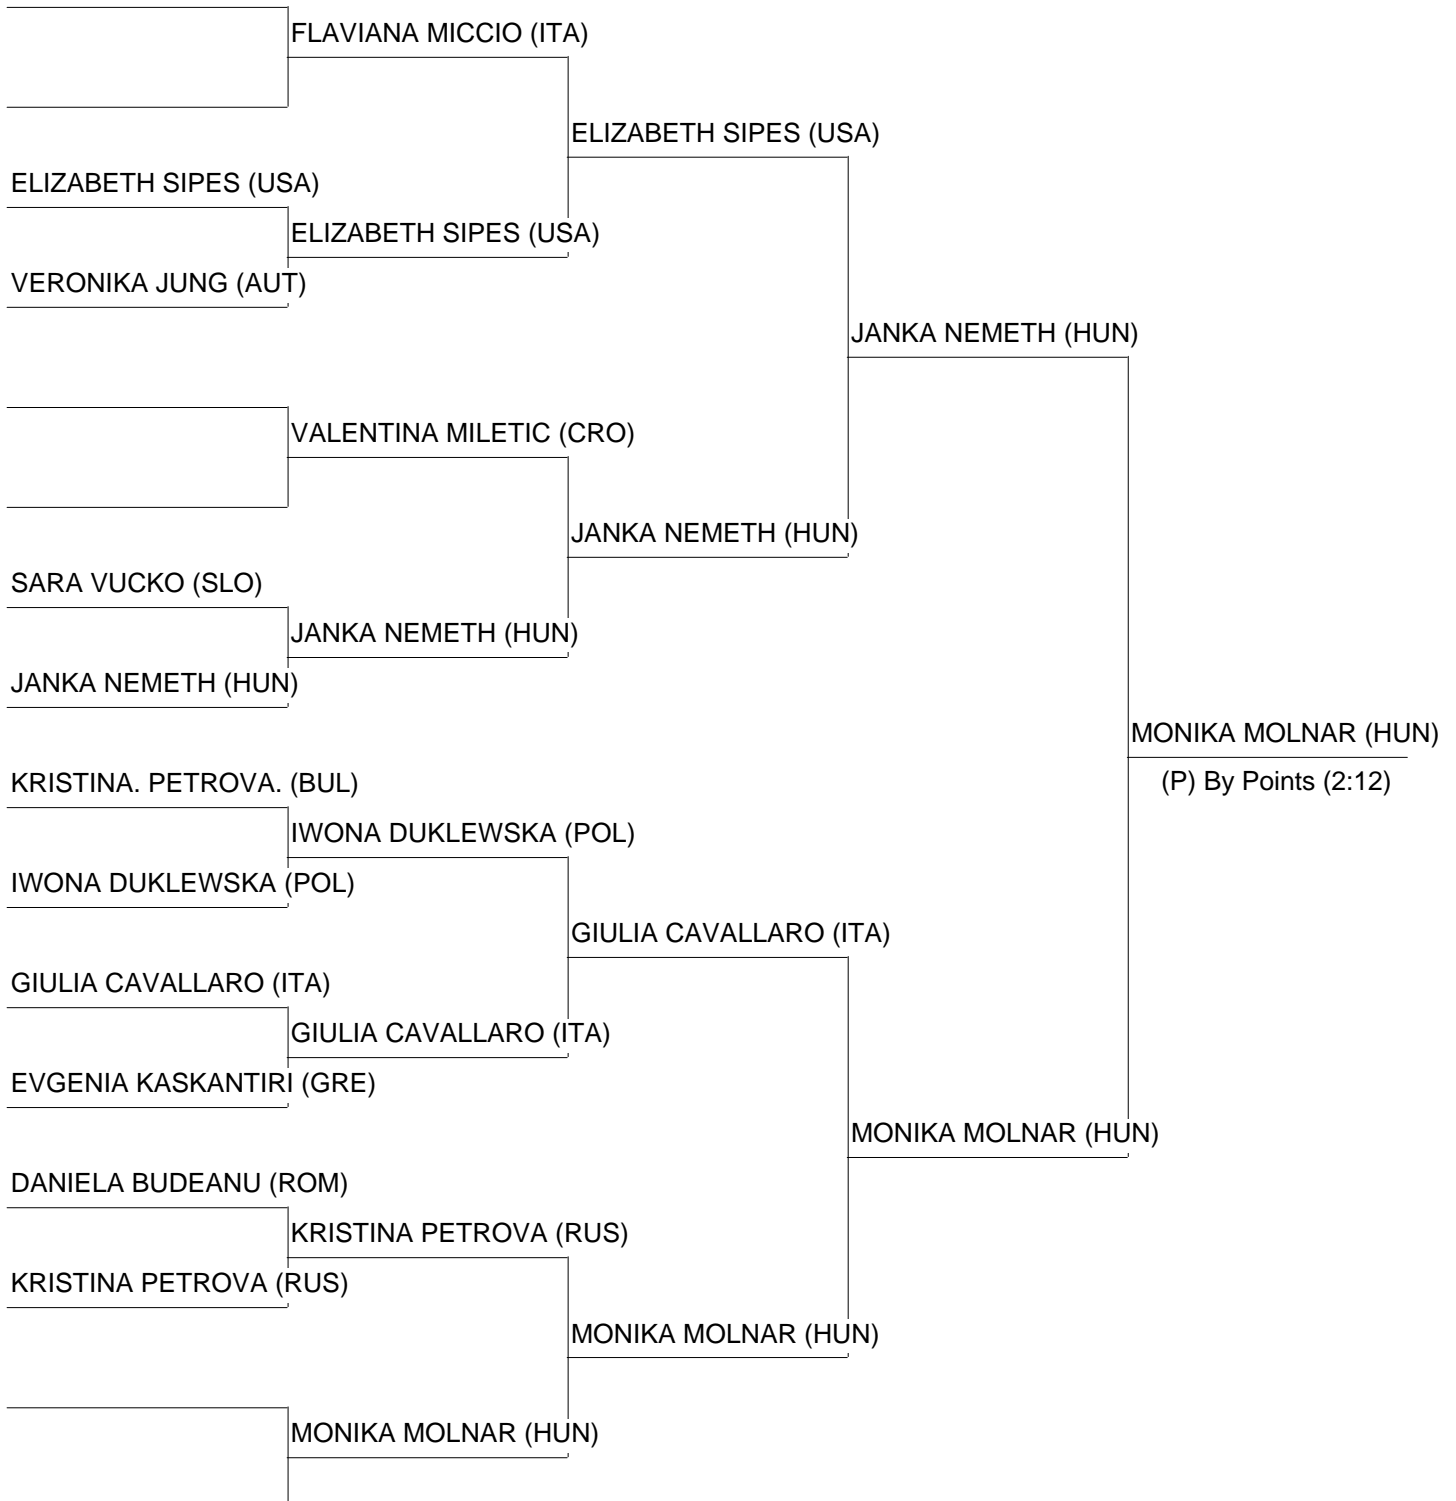 FLAVIANA MICCIO (ITA)
ELIZABETH SIPES (USA)
ELIZABETH SIPES (USA)
ELIZABETH SIPES (USA)
VERONIKA JUNG (AUT)
JANKA NEMETH (HUN)
VALENTINA MILETIC (CRO)
JANKA NEMETH (HUN)
SARA VUCKO (SLO)
JANKA NEMETH (HUN)
JANKA NEMETH (HUN)
MONIKA MOLNAR (HUN)
(P) By Points (2:12)
KRISTINA. PETROVA. (BUL)
IWONA DUKLEWSKA (POL)
IWONA DUKLEWSKA (POL)
GIULIA CAVALLARO (ITA)
GIULIA CAVALLARO (ITA)
GIULIA CAVALLARO (ITA)
EVGENIA KASKANTIRI (GRE)
MONIKA MOLNAR (HUN)
DANIELA BUDEANU (ROM)
KRISTINA PETROVA (RUS)
KRISTINA PETROVA (RUS)
MONIKA MOLNAR (HUN)
MONIKA MOLNAR (HUN)